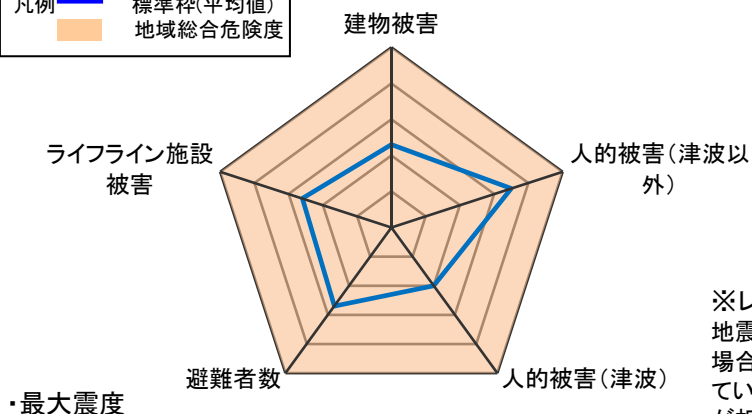 凡例 標準枠(平均値)
地域総合危険度
建物被害
ライフライン施設
被害
人的被害(津波以
外)
避難者数
人的被害(津波)
・最大震度
※レ
地震
場合
てい